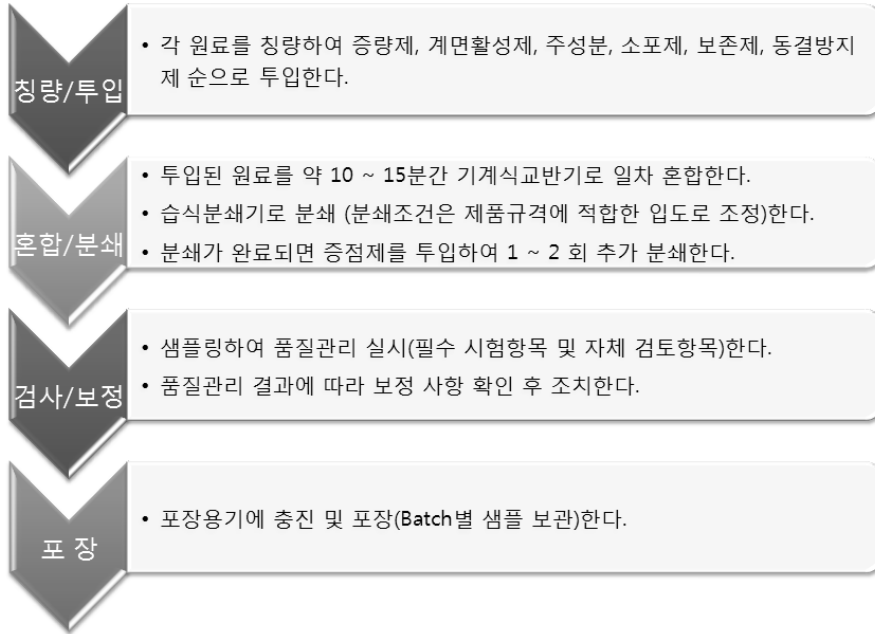 칭량/투입
• 각 원료를 칭량하여 증량제, 계면활성제, 주성분, 소포제, 보존제, 동결방지
제 순으로 투입한다.
혼합/분쇄
• 투입된 원료를 약 10 ~ 15분간 기계식교반기로 일차 혼합한다.
• 습식분쇄기로 분쇄 (분쇄조건은 제품규격에 적합한 입도로 조정)한다.
• 분쇄가 완료되면 증점제를 투입하여 1 ~ 2 회 추가 분쇄한다.
검사/보정
• 샘플링하여 품질관리 실시(필수 시험항목 및 자체 검토항목)한다.
• 품질관리 결과에 따라 보정 사항 확인 후 조치한다.
포 장
• 포장용기에 충진 및 포장(Batch별 샘플 보관)한다.